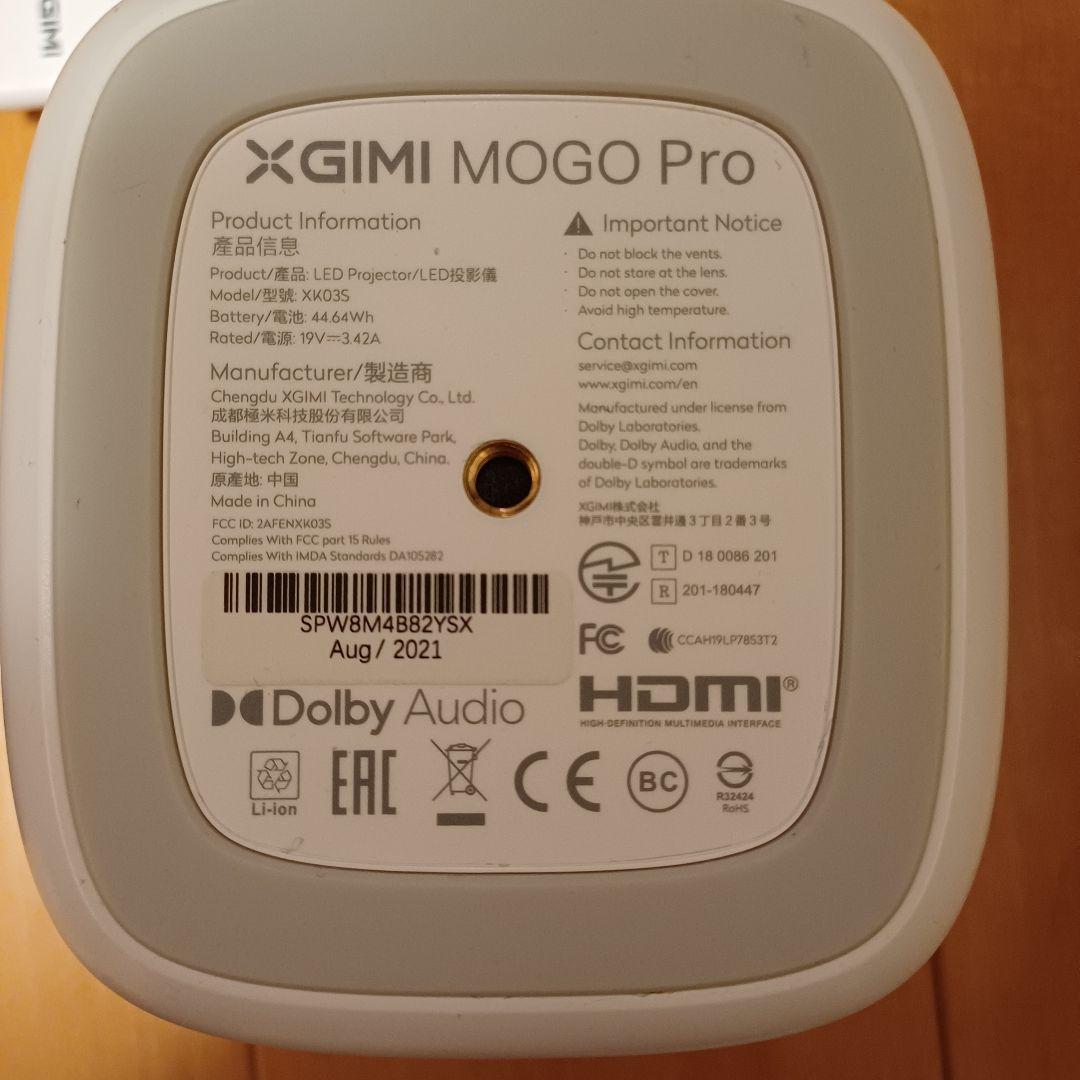 XGIMI
XGIMI MOGO Pro
Product Information
產品信息
Product/產品: LED Projector/LED投影儀
Model/型號: XK03S
Battery/電池: 44.64Wh
Rated/電源: 19V⎓3.42A
Manufacturer/製造商
Chengdu XGIMI Technology Co., Ltd.
成都極米科技股份有限公司
Building A4, Tianfu Software Park,
High-tech Zone, Chengdu, China.
原產地: 中国
Made in China
FCC ID: 2AFENXK03S
Complies With FCC part 15 Rules
Complies With IMDA Standards DA105282
SPW8M4B82YSX
Aug / 2021
Dolby Audio
Important Notice
· Do not block the vents.
· Do not stare at the lens.
· Do not open the cover.
· Avoid high temperature.
Contact Information
service@xgimi.com
www.xgimi.com/en
Manufactured under license from
Dolby Laboratories.
Dolby, Dolby Audio, and the
double-D symbol are trademarks
of Dolby Laboratories.
XGIMI株式会社
神戸市中央区雲井通3丁目2番3号
T D 18 0086 201
R 201-180447
FC CCAH19LP7853T2
HDMI®
HIGH-DEFINITION MULTIMEDIA INTERFACE
Li-ion
EAC
CE
BC
R32424
RoHS